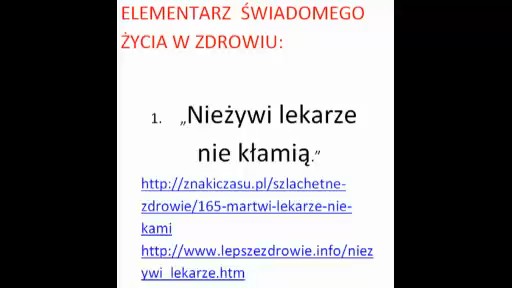 ELEMENTARZ ŚWIADOMEGO
ŻYCIA W ZDROWIU:
1. „Nieżywi lekarze
nie kłamią.”
http://znakiczasu.pl/szlachetne-
zdrowie/165-martwi-lekarze-nie-
kami
http://www.lepszezdrowie.info/niez
ywi_lekarze.htm